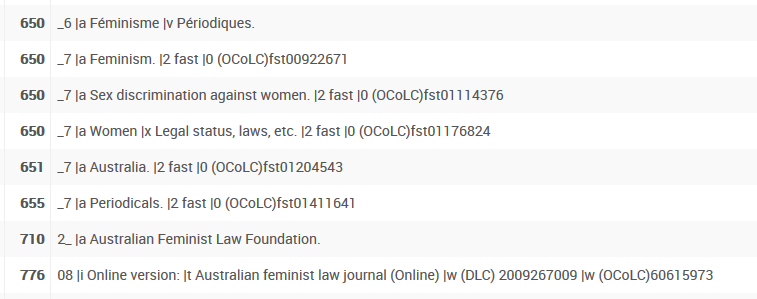 650 _6 |a Féminisme |v Périodiques.
650 _7 |a Feminism. |2 fast |0 (OCoLC)fst00922671
650 _7 |a Sex discrimination against women. |2 fast |0 (OCoLC)fst01114376
650 _7 |a Women |x Legal status, laws, etc. |2 fast |0 (OCoLC)fst01176824
651 _7 |a Australia. |2 fast |0 (OCoLC)fst01204543
655 _7 |a Periodicals. |2 fast |0 (OCoLC)fst01411641
710 2_ |a Australian Feminist Law Foundation.
776 08 |i Online version: |t Australian feminist law journal (Online) |w (DLC) 2009267009 |w (OCoLC)60615973